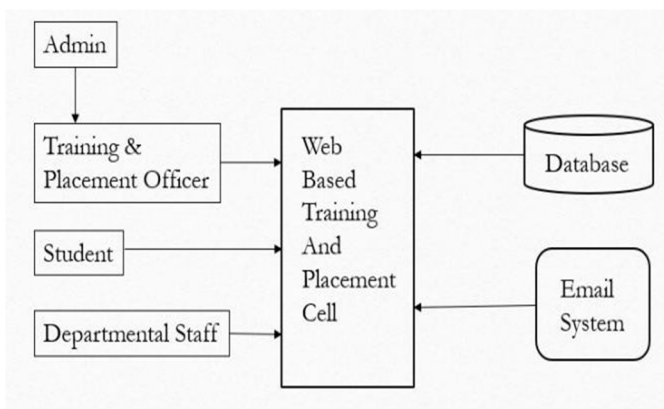 Admin
Training &
Placement Officer
Student
Departmental Staff
Web
Based
Training
And
Placement
Cell
Database
Email
System